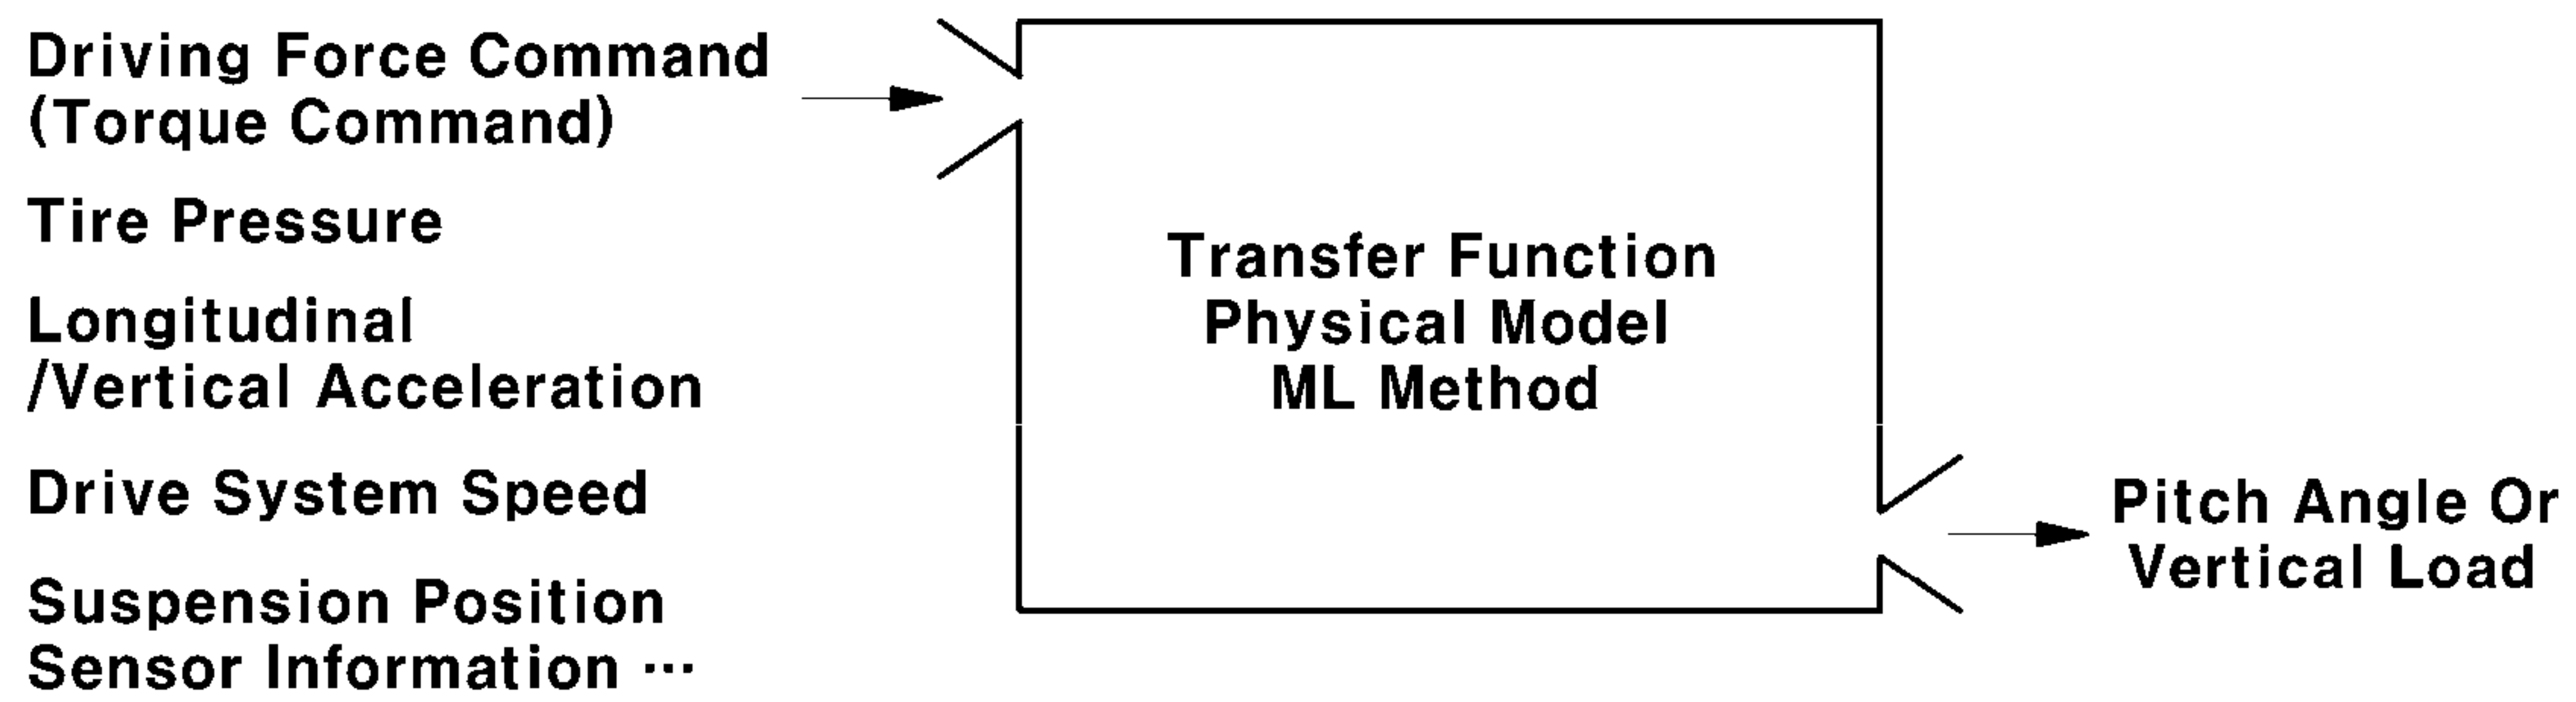 Driving Force Command
(Torque Command)
Tire Pressure
Longitudinal
/Vertical Acceleration
Drive System Speed
Suspension Position
Sensor Information ···
Transfer Function
Physical Model
ML Method
Pitch Angle Or
Vertical Load